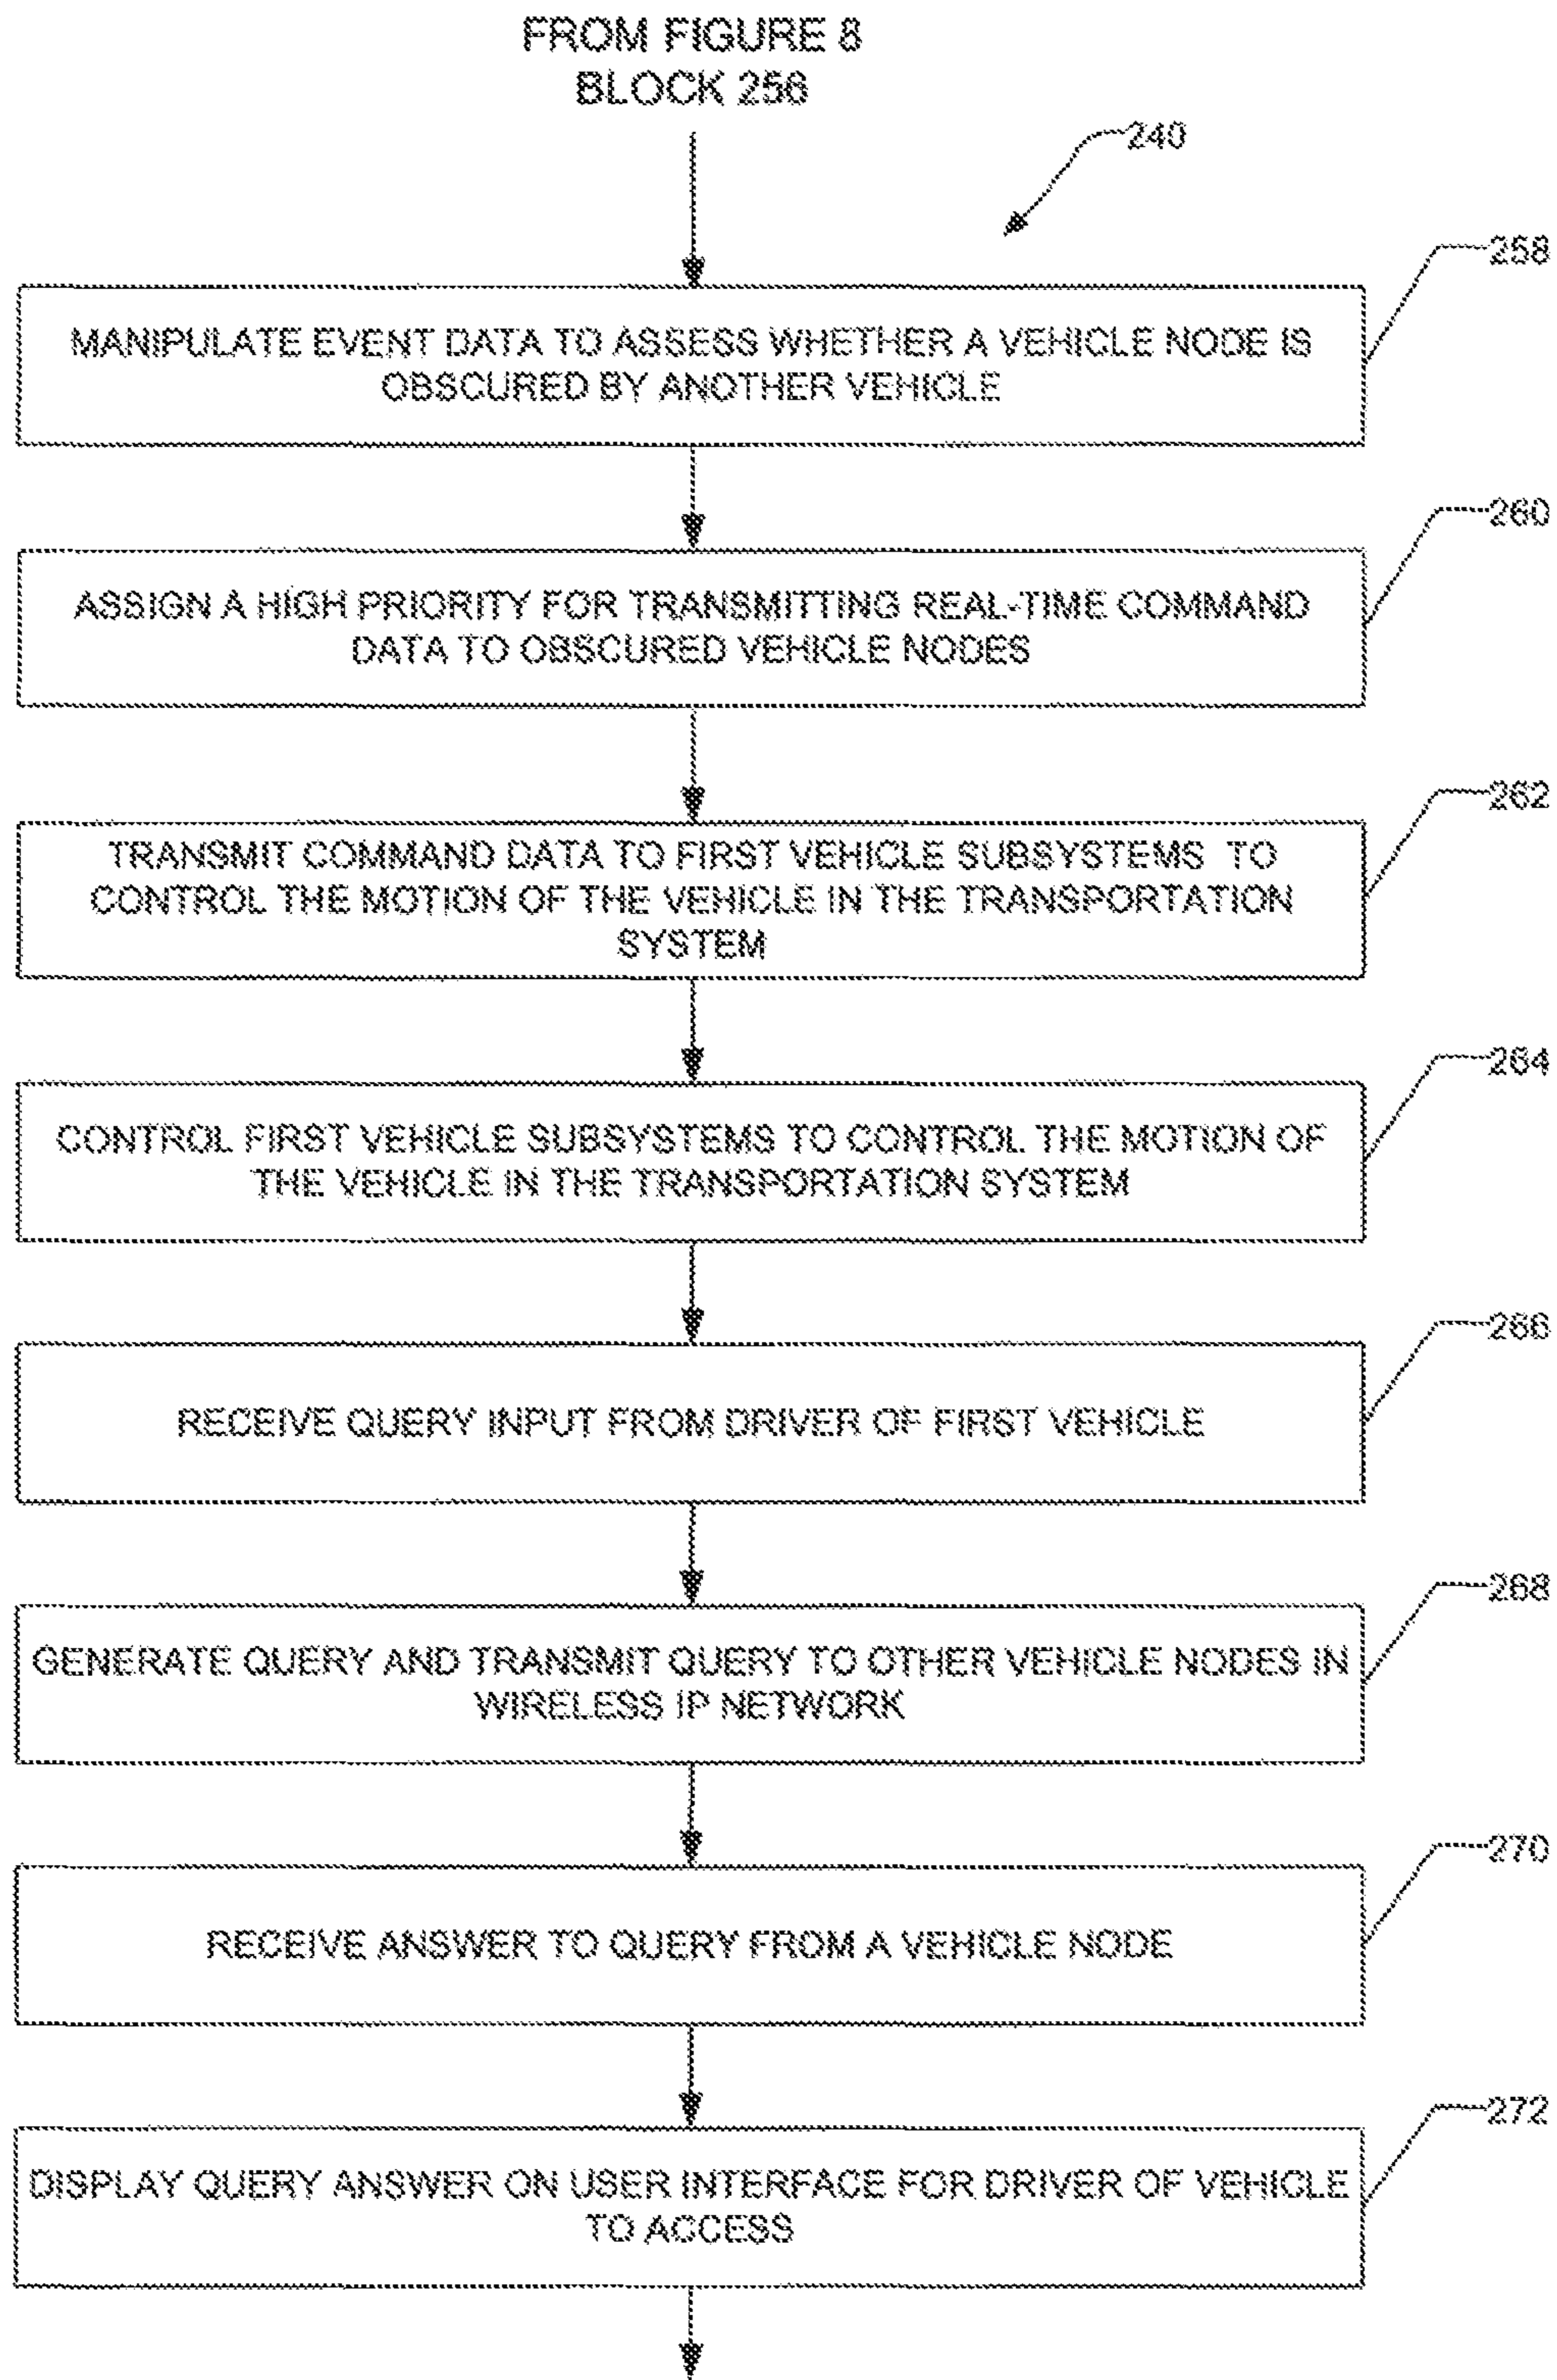 FROM FIGURE 8
BLOCK 256
240
258
MANIPULATE EVENT DATA TO ASSESS WHETHER A VEHICLE NODE IS
OBSCURED BY ANOTHER VEHICLE
260
ASSIGN A HIGH PRIORITY FOR TRANSMITTING REAL-TIME COMMAND
DATA TO OBSCURED VEHICLE NODES
262
TRANSMIT COMMAND DATA TO FIRST VEHICLE SUBSYSTEMS TO
CONTROL THE MOTION OF THE VEHICLE IN THE TRANSPORTATION
SYSTEM
264
CONTROL FIRST VEHICLE SUBSYSTEMS TO CONTROL THE MOTION OF
THE VEHICLE IN THE TRANSPORTATION SYSTEM
266
RECEIVE QUERY INPUT FROM DRIVER OF FIRST VEHICLE
268
GENERATE QUERY AND TRANSMIT QUERY TO OTHER VEHICLE NODES IN
WIRELESS IP NETWORK
270
RECEIVE ANSWER TO QUERY FROM A VEHICLE NODE
272
DISPLAY QUERY ANSWER ON USER INTERFACE FOR DRIVER OF VEHICLE
TO ACCESS